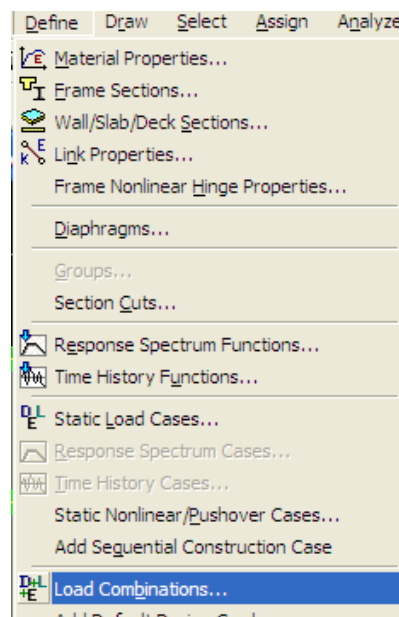 Define Draw Select Assign Analyze
Material Properties...
Frame Sections...
Wall/Slab/Deck Sections...
Link Properties...
Frame Nonlinear Hinge Properties...
Diaphragms...
Groups...
Section Cuts...
Response Spectrum Functions...
Time History Functions...
Static Load Cases...
Response Spectrum Cases...
Time History Cases...
Static Nonlinear/Pushover Cases...
Add Sequential Construction Case
Load Combinations...